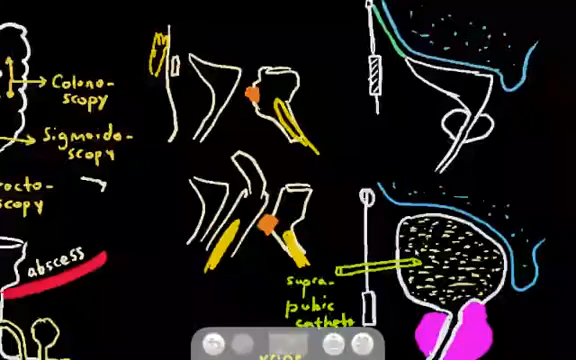 Colono-
scopy
Sigmoido-
scopy
octo-
scopy
abscess
supra-
pubic
catheter